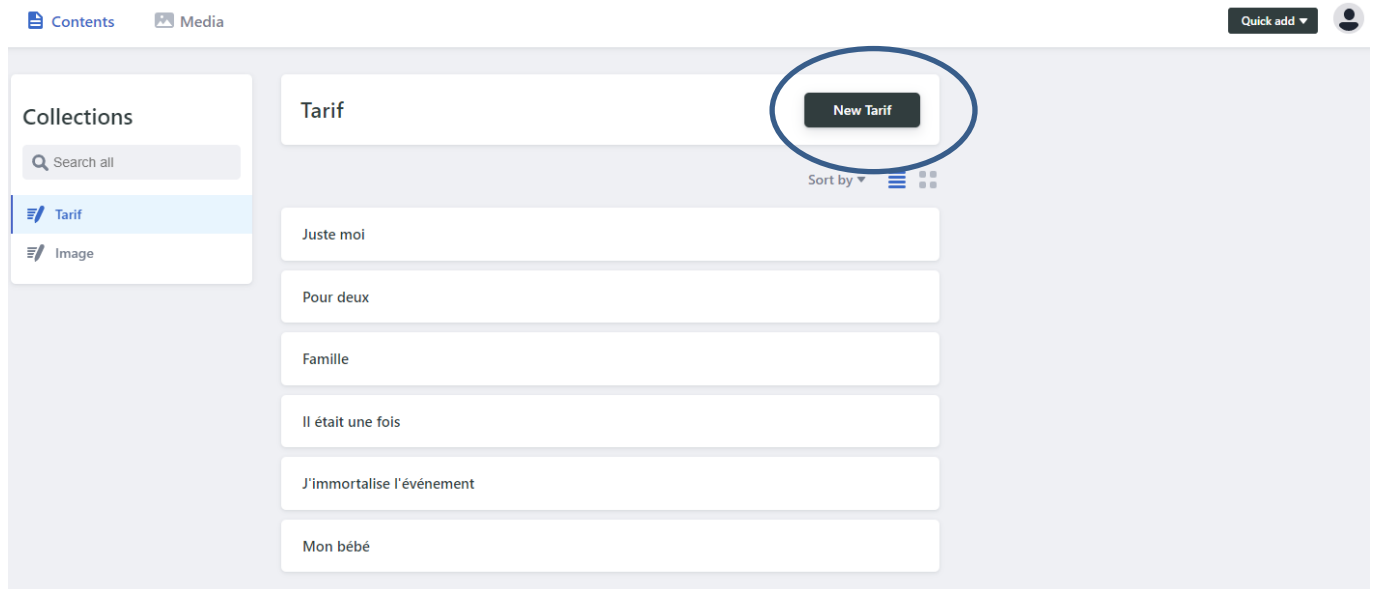 Contents Media Quick add
Collections
Search all
Tarif
Image
Tarif New Tarif
Sort by
Juste moi
Pour deux
Famille
Il était une fois
J'immortalise l'événement
Mon bébé